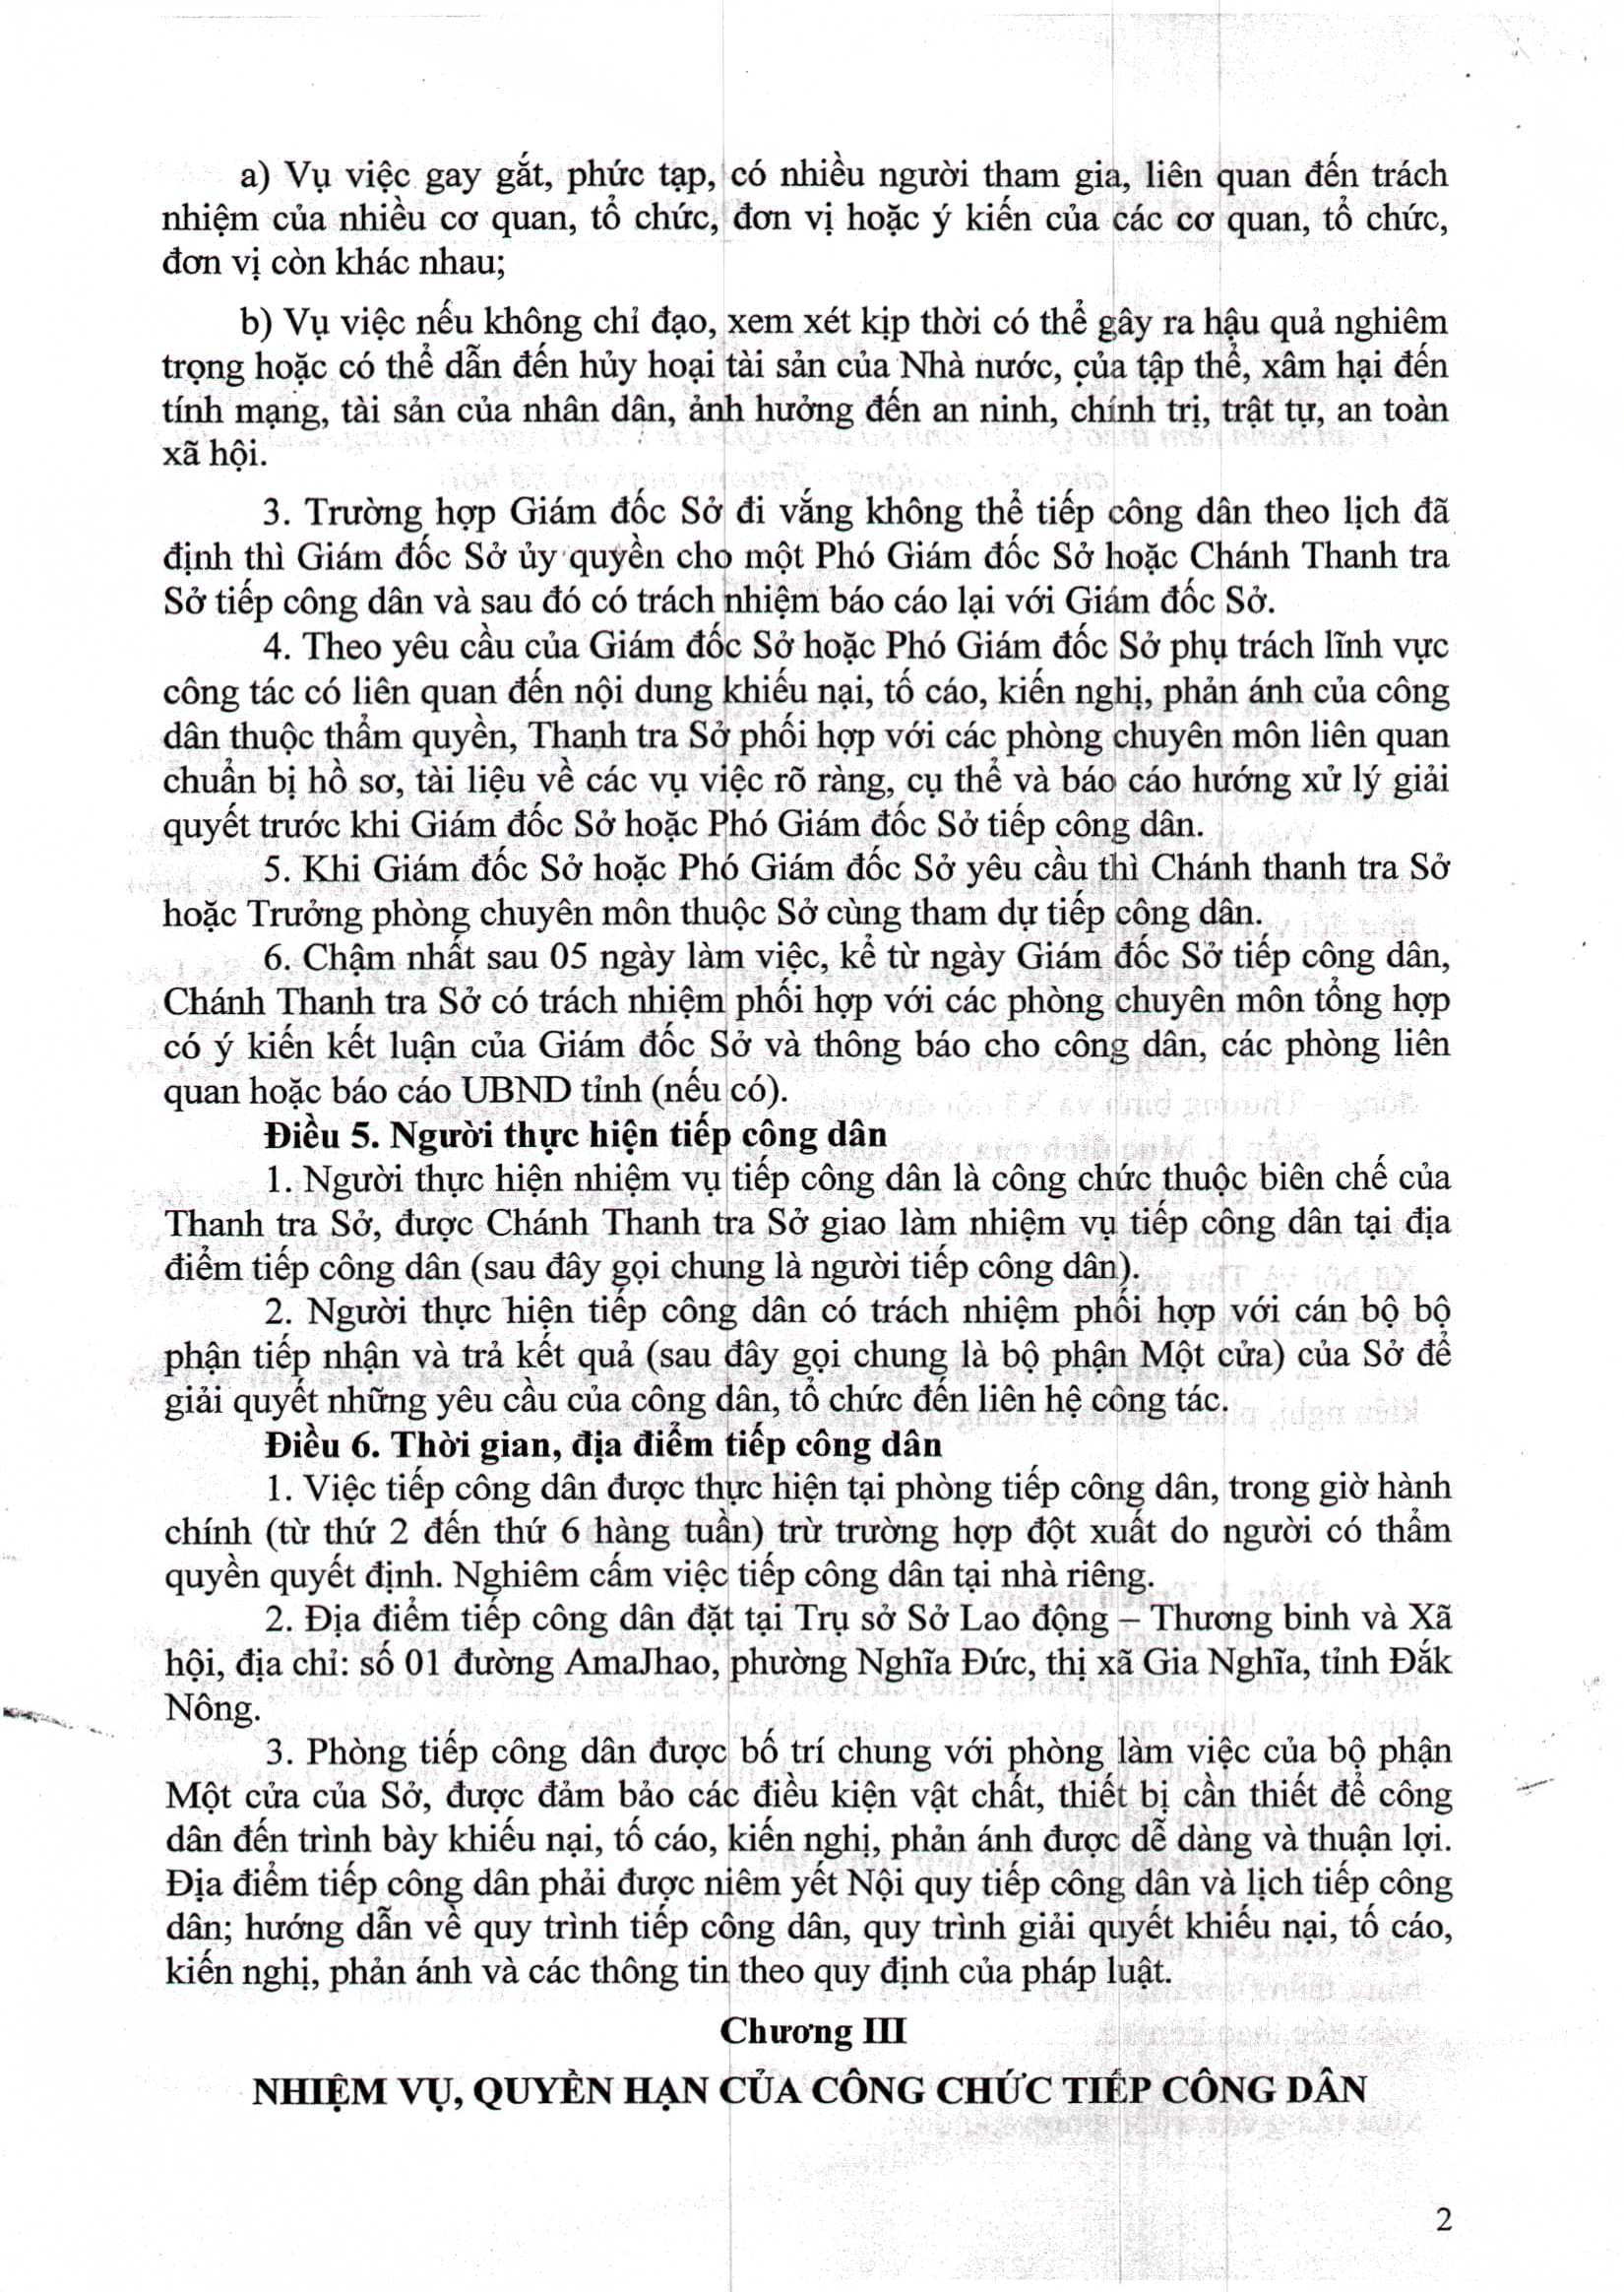 a) Vụ việc gay gắt, phức tạp, có nhiều người tham gia, liên quan đến trách
nhiệm của nhiều cơ quan, tổ chức, đơn vị hoặc ý kiến của các cơ quan, tổ chức,
đơn vị còn khác nhau;
b) Vụ việc nếu không chỉ đạo, xem xét kịp thời có thể gây ra hậu quả nghiêm
trọng hoặc có thể dẫn đến hủy hoại tài sản của Nhà nước, của tập thể, xâm hại đến
tính mạng, tài sản của nhân dân, ảnh hưởng đến an ninh, chính trị, trật tự, an toàn
xã hội.
3. Trường hợp Giám đốc Sở đi vắng không thể tiếp công dân theo lịch đã
định thì Giám đốc Sở ủy quyền cho một Phó Giám đốc Sở hoặc Chánh Thanh tra
Sở tiếp công dân và sau đó có trách nhiệm báo cáo lại với Giám đốc Sở.
4. Theo yêu cầu của Giám đốc Sở hoặc Phó Giám đốc Sở phụ trách lĩnh vực
công tác có liên quan đến nội dung khiếu nại, tố cáo, kiến nghị, phản ánh của công
dân thuộc thẩm quyền, Thanh tra Sở phối hợp với các phòng chuyên môn liên quan
chuẩn bị hồ sơ, tài liệu về các vụ việc rõ ràng, cụ thể và báo cáo hướng xử lý giải
quyết trước khi Giám đốc Sở hoặc Phó Giám đốc Sở tiếp công dân.
5. Khi Giám đốc Sở hoặc Phó Giám đốc Sở yêu cầu thì Chánh thanh tra Sở
hoặc Trưởng phòng chuyên môn thuộc Sở cùng tham dự tiếp công dân.
6. Chậm nhất sau 05 ngày làm việc, kể từ ngày Giám đốc Sở tiếp công dân,
Chánh Thanh tra Sở có trách nhiệm phối hợp với các phòng chuyên môn tổng hợp
có ý kiến kết luận của Giám đốc Sở và thông báo cho công dân, các phòng liên
quan hoặc báo cáo UBND tỉnh (nếu có).
Điều 5. Người thực hiện tiếp công dân
1. Người thực hiện nhiệm vụ tiếp công dân là công chức thuộc biên chế của
Thanh tra Sở, được Chánh Thanh tra Sở giao làm nhiệm vụ tiếp công dân tại địa
điểm tiếp công dân (sau đây gọi chung là người tiếp công dân).
2. Người thực hiện tiếp công dân có trách nhiệm phối hợp với cán bộ bộ
phận tiếp nhận và trả kết quả (sau đây gọi chung là bộ phận Một cửa) của Sở để
giải quyết những yêu cầu của công dân, tổ chức đến liên hệ công tác.
Điều 6. Thời gian, địa điểm tiếp công dân
1. Việc tiếp công dân được thực hiện tại phòng tiếp công dân, trong giờ hành
chính (từ thứ 2 đến thứ 6 hàng tuần) trừ trường hợp đột xuất do người có thẩm
quyền quyết định. Nghiêm cấm việc tiếp công dân tại nhà riêng.
2. Địa điểm tiếp công dân đặt tại Trụ sở Sở Lao động – Thương binh và Xã
hội, địa chỉ: số 01 đường AmaJhao, phường Nghĩa Đức, thị xã Gia Nghĩa, tỉnh Đắk
Nông.
3. Phòng tiếp công dân được bố trí chung với phòng làm việc của bộ phận
Một cửa của Sở, được đảm bảo các điều kiện vật chất, thiết bị cần thiết để công
dân đến trình bày khiếu nại, tố cáo, kiến nghị, phản ánh được dễ dàng và thuận lợi.
Địa điểm tiếp công dân phải được niêm yết Nội quy tiếp công dân và lịch tiếp công
dân; hướng dẫn về quy trình tiếp công dân, quy trình giải quyết khiếu nại, tố cáo,
kiến nghị, phản ánh và các thông tin theo quy định của pháp luật.
Chương III
NHIỆM VỤ, QUYỀN HẠN CỦA CÔNG CHỨC TIẾP CÔNG DÂN
2